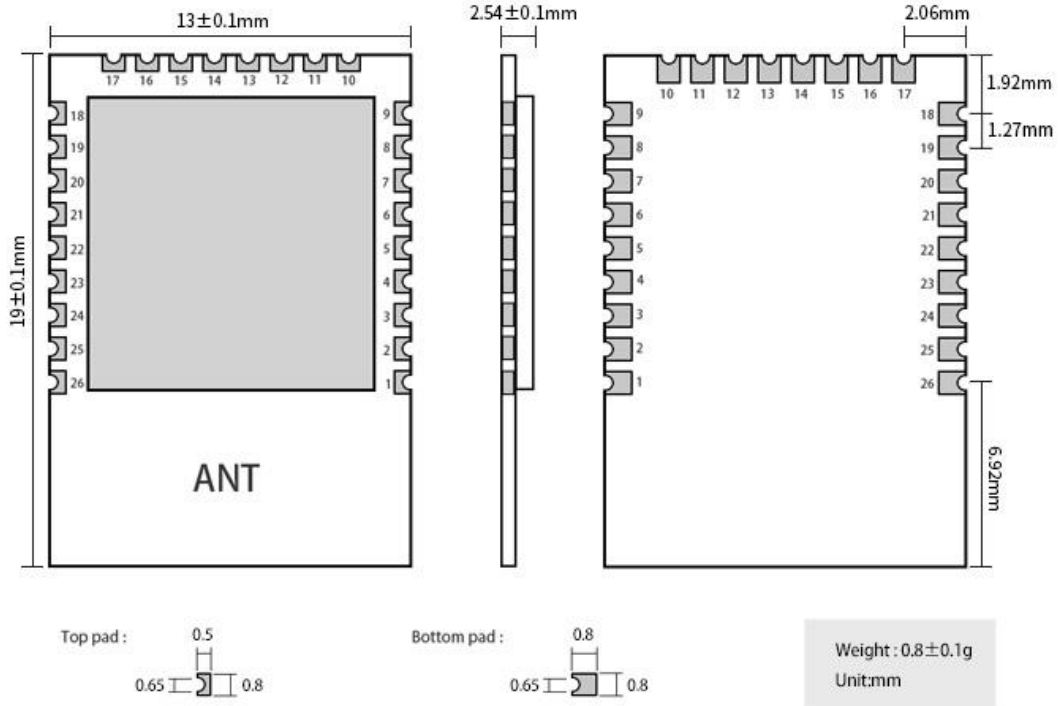 13±0.1mm
2.54±0.1mm
2.06mm
17 16 15 14 13 12 11 10
10 11 12 13 14 15 16 17
1.92mm
18 9 9 18
1.27mm
19 8 8 19
20 7 7 20
21 6 6 21
22 5 5 22
19±0.1mm
23 4 4 23
24 3 3 24
25 2 2 25
26 1 1 26
6.92mm
ANT
Top pad : 0.5
0.65 0.8
Bottom pad : 0.8
0.65 0.8
Weight : 0.8±0.1g
Unit:mm